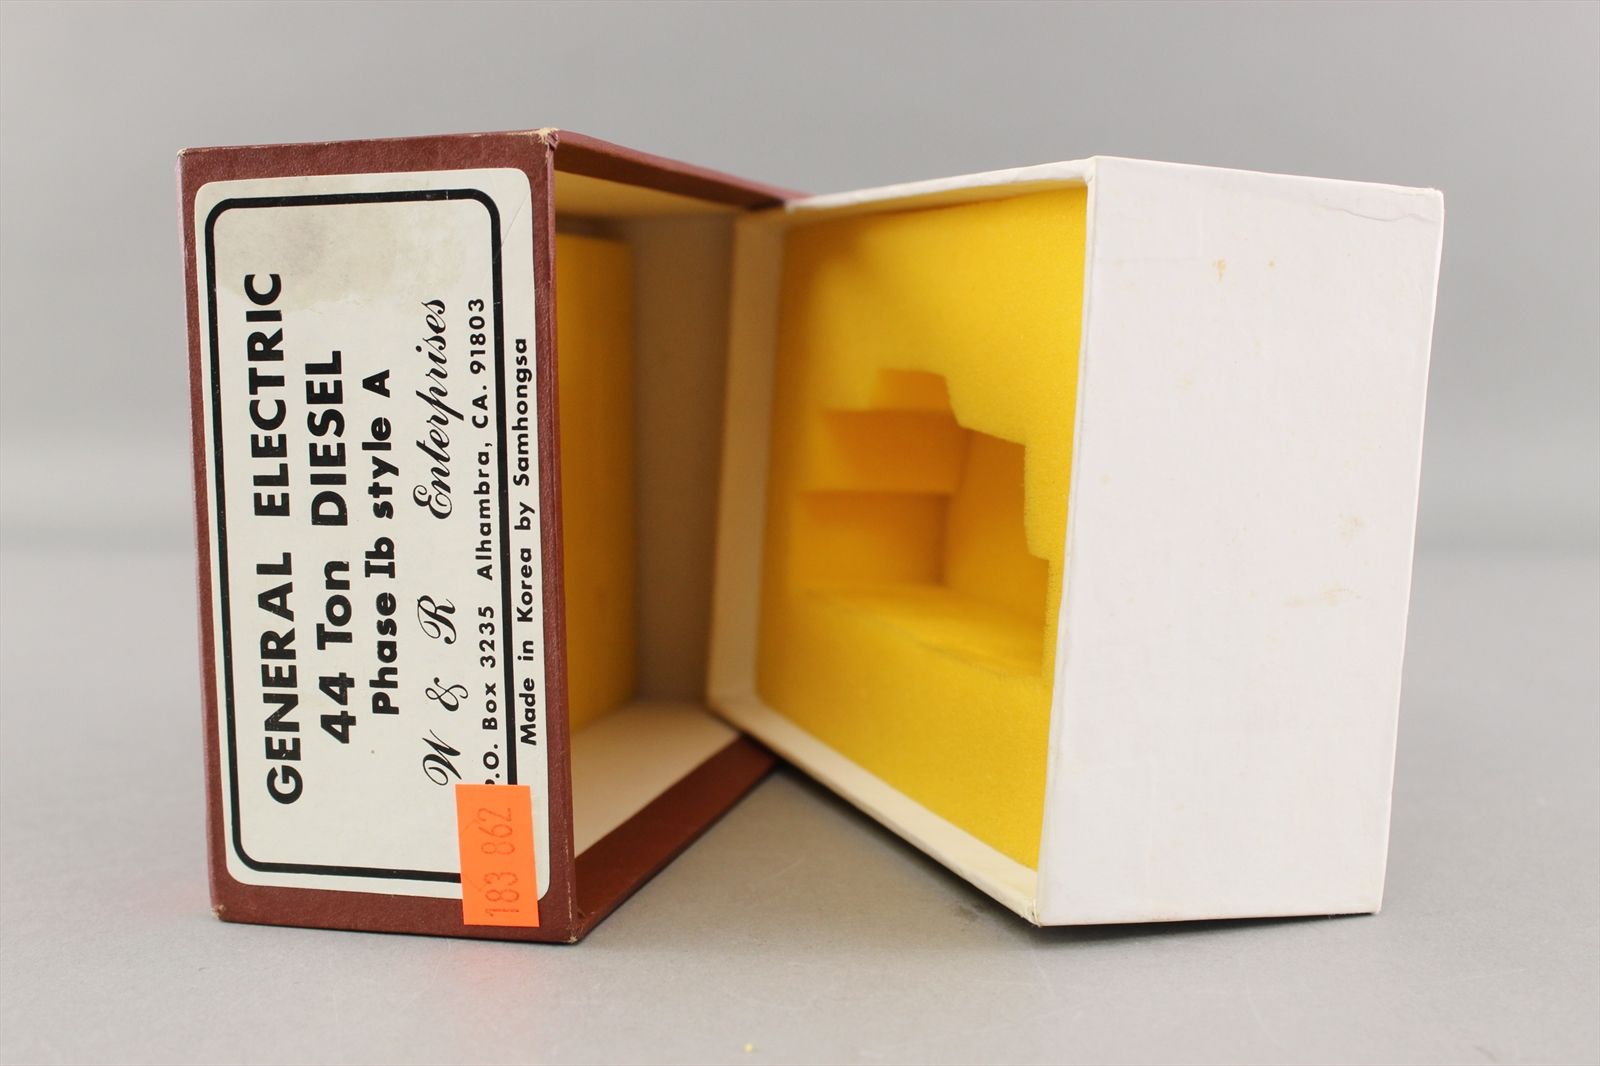 GENERAL ELECTRIC
44 Ton DIESEL
Phase Ib style A
W & R Enterprises
P.O. Box 3235 Alhambra, CA. 91803
Made in Korea by Samhongsa
183 862